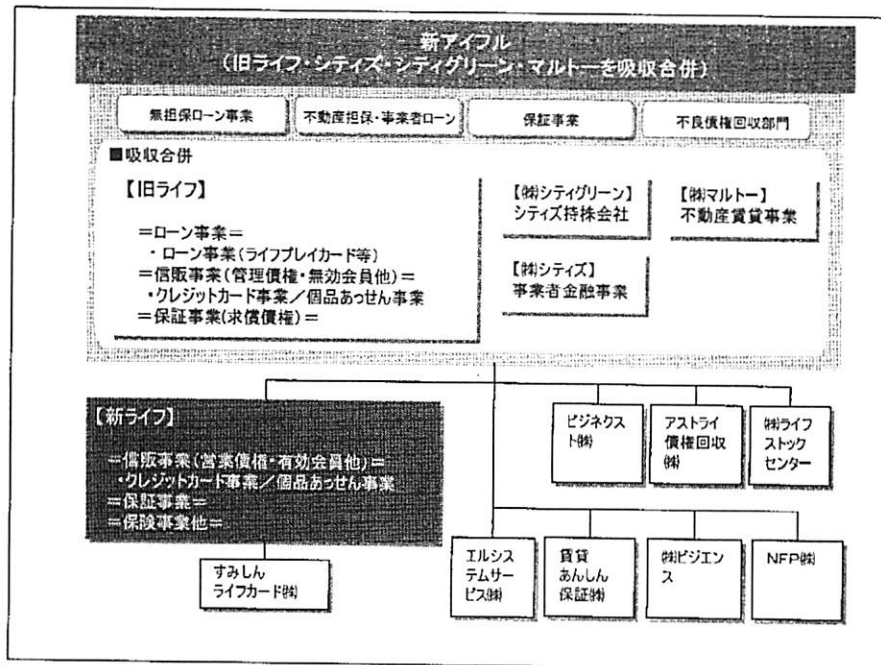 新アイフル
(旧ライフ・シティズ・シティグリーン・マルトーを吸収合併)
無担保ローン事業
不動産担保・事業者ローン
保証事業
不良債権回収部門
■吸収合併
【旧ライフ】
＝ローン事業＝
・ローン事業(ライフプレイカード等)
＝信販事業(管理債権・無効会員他)＝
・クレジットカード事業／個品あっせん事業
＝保証事業(求償債権)＝
【㈱シティグリーン】
シティズ持株会社
【㈱マルトー】
不動産賃貸事業
【㈱シティズ】
事業者金融事業
【新ライフ】
＝信販事業(営業債権・有効会員他)＝
・クレジットカード事業／個品あっせん事業
＝保証事業＝
＝保険事業他＝
ビジネクス
ト㈱
アストライ
債権回収
㈱
㈱ライフ
ストック
センター
すみしん
ライフカード㈱
エルシス
テムサー
ビス㈱
賃貸
あんしん
保証㈱
㈱ビジエン
ス
NFP㈱